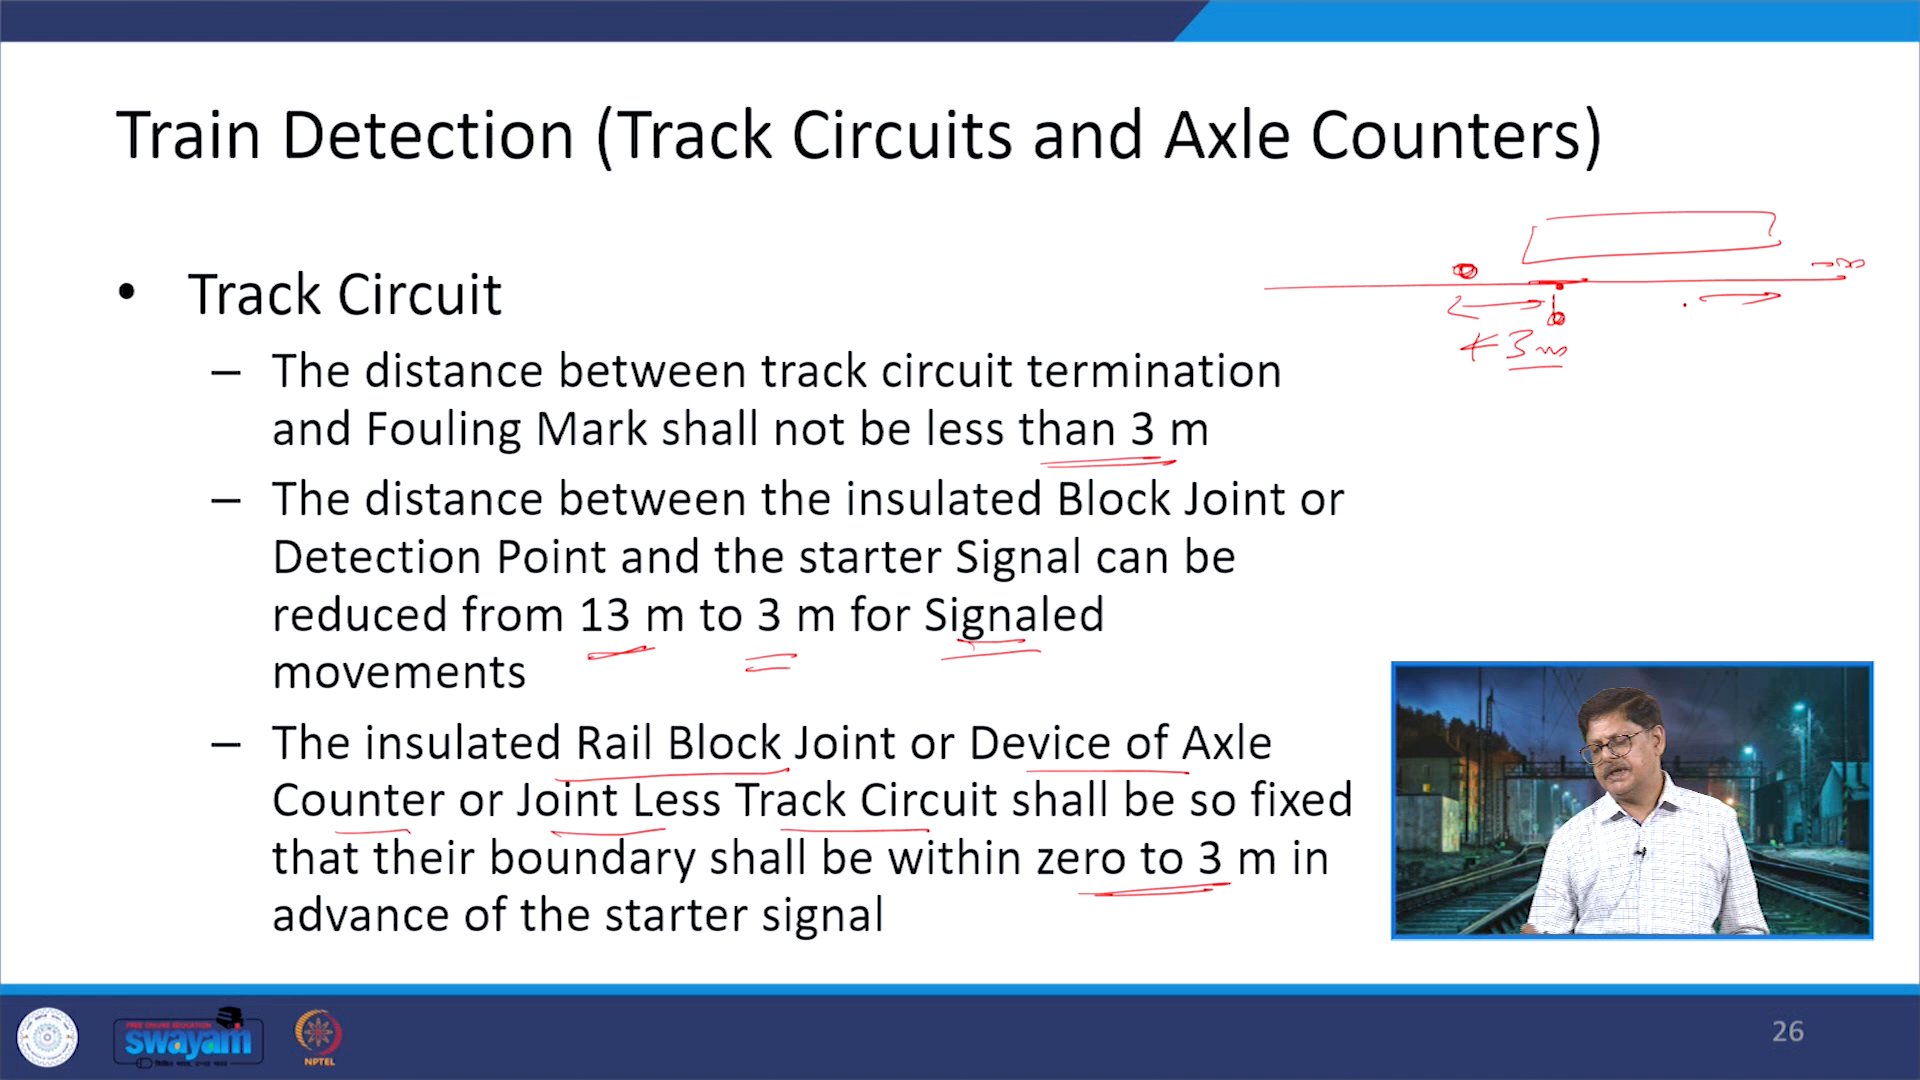 Train Detection (Track Circuits and Axle Counters)
• Track Circuit
– The distance between track circuit termination
and Fouling Mark shall not be less than 3 m
– The distance between the insulated Block Joint or
Detection Point and the starter Signal can be
reduced from 13 m to 3 m for Signaled
movements
– The insulated Rail Block Joint or Device of Axle
Counter or Joint Less Track Circuit shall be so fixed
that their boundary shall be within zero to 3 m in
advance of the starter signal
3m
FREE ONLINE EDUCATION
swayam
NPTEL
26